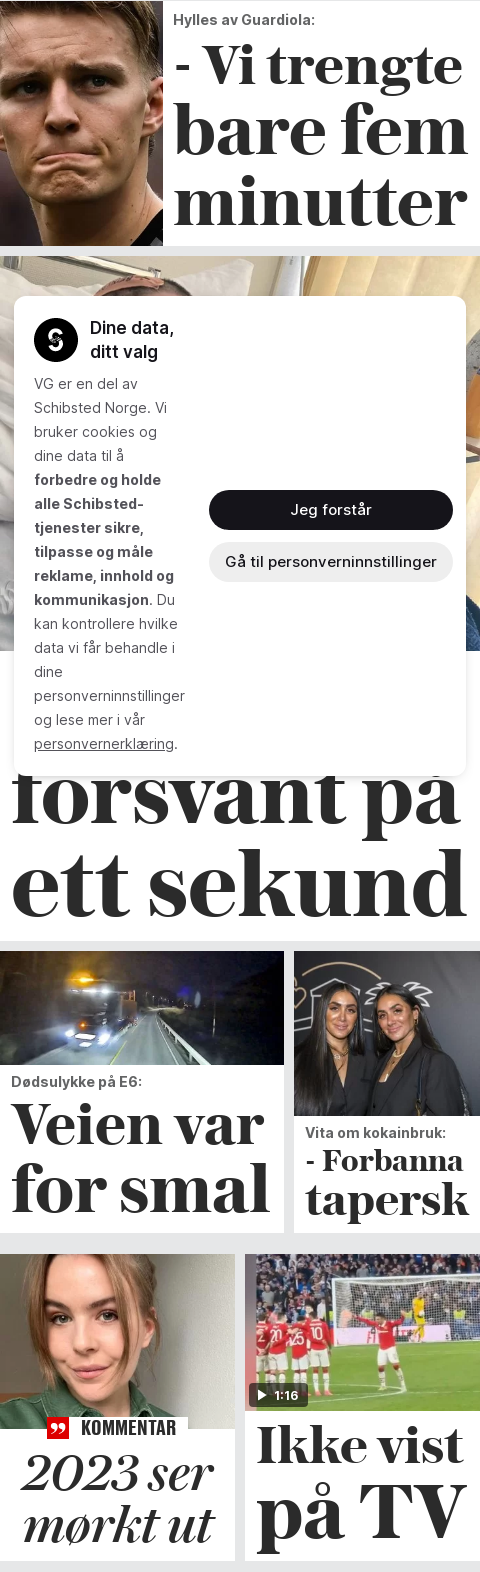 Hylles av Guardiola:
- Vi trengte
bare fem
minutter
Dine data,
ditt valg
VG er en del av
Schibsted Norge. Vi
bruker cookies og
dine data til å
forbedre og holde
alle Schibsted-
tjenester sikre,
tilpasse og måle
reklame, innhold og
kommunikasjon. Du
kan kontrollere hvilke
data vi får behandle i
dine
personverninnstillinger
og lese mer i vår
personvernerklæring.
Jeg forstår
Gå til personverninnstillinger
forsvant på
ett sekund
Dødsulykke på E6:
Veien var
for smal
Vita om kokainbruk:
- Forbanna
tapersk
KOMMENTAR
2023 ser
mørkt ut
20
25
10
1:16
Ikke vist
på TV